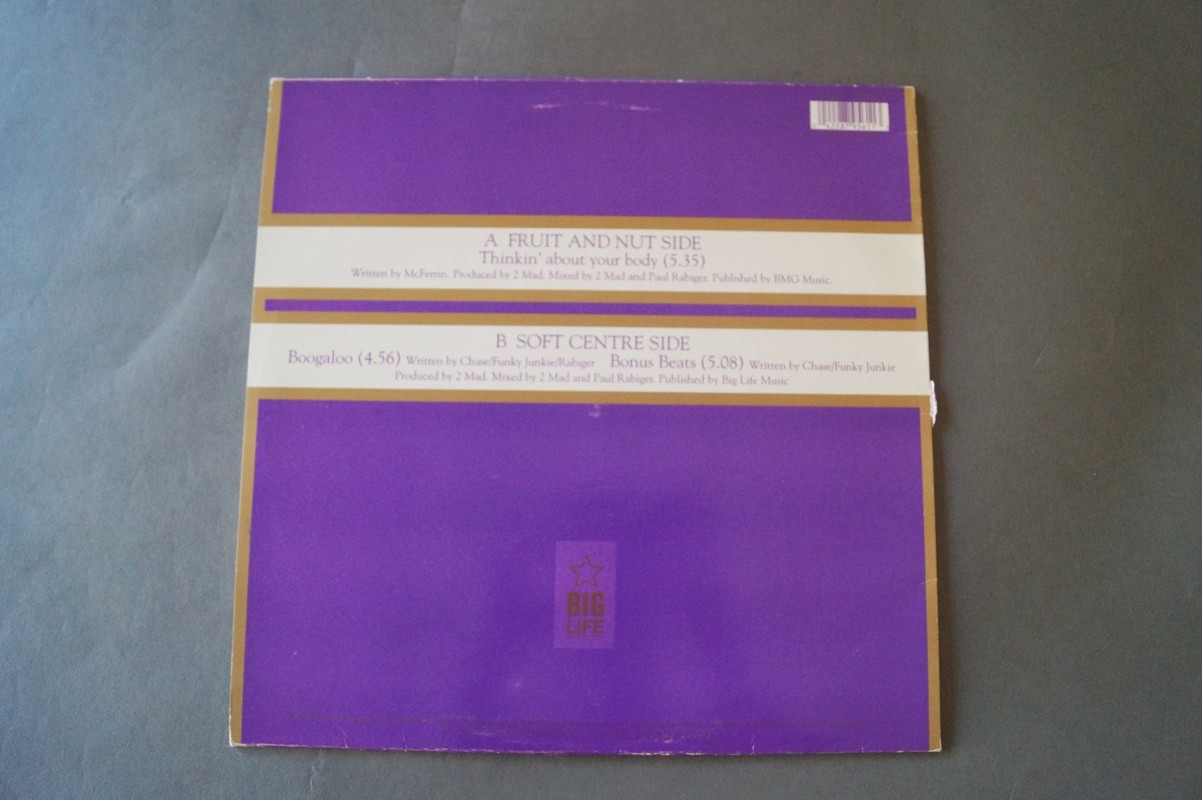 A FRUIT AND NUT SIDE
Thinkin' about your body (5.35)
Written by McFerrin. Produced by 2 Mad. Mixed by 2 Mad and Paul Rabiger. Published by BMG Music.
B SOFT CENTRE SIDE
Boogaloo (4.56) Written by Chase/Funky Junkie/Rabiger Bonus Beats (5.08) Written by Chase/Funky Junkie
Produced by 2 Mad. Mixed by 2 Mad and Paul Rabiger. Published by Big Life Music
BIG
LIFE